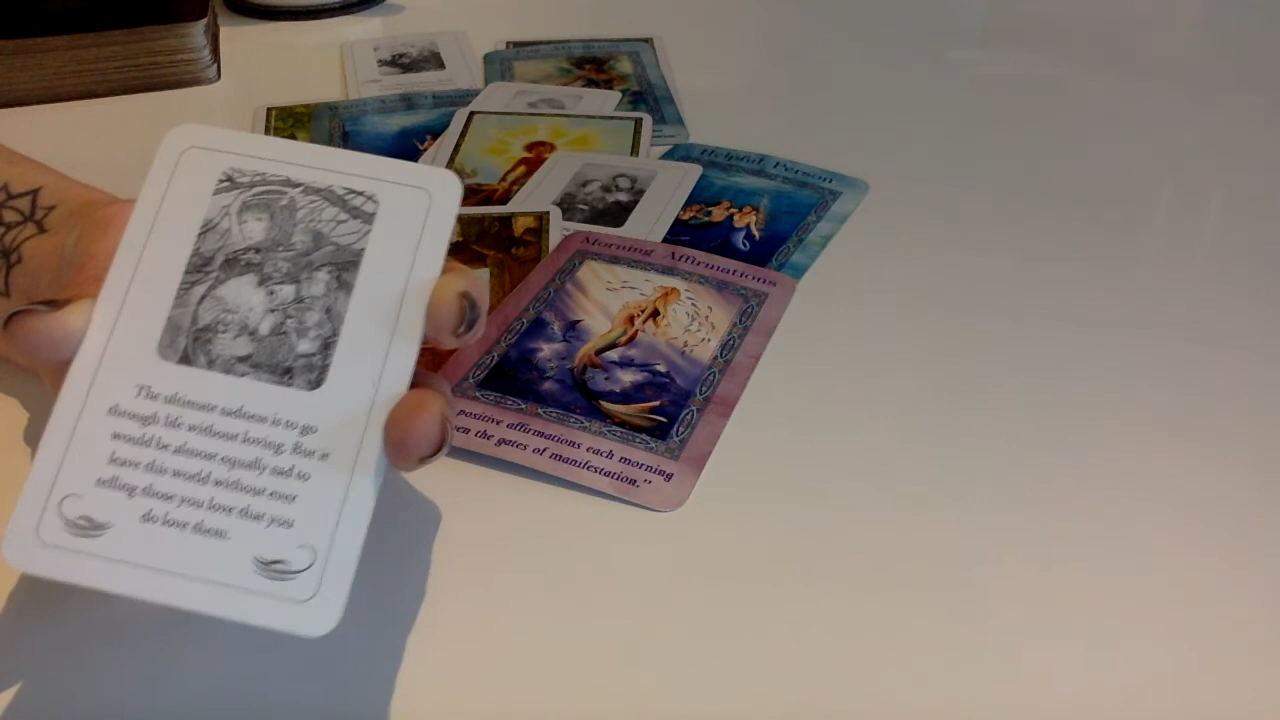 Helpful Person
Morning Affirmations
positive affirmations each morning
the gates of manifestation."
The ultimate sadness is to go
through life without loving. But it
would be almost equally sad to
leave this world without ever
telling those you love that you
do love them.